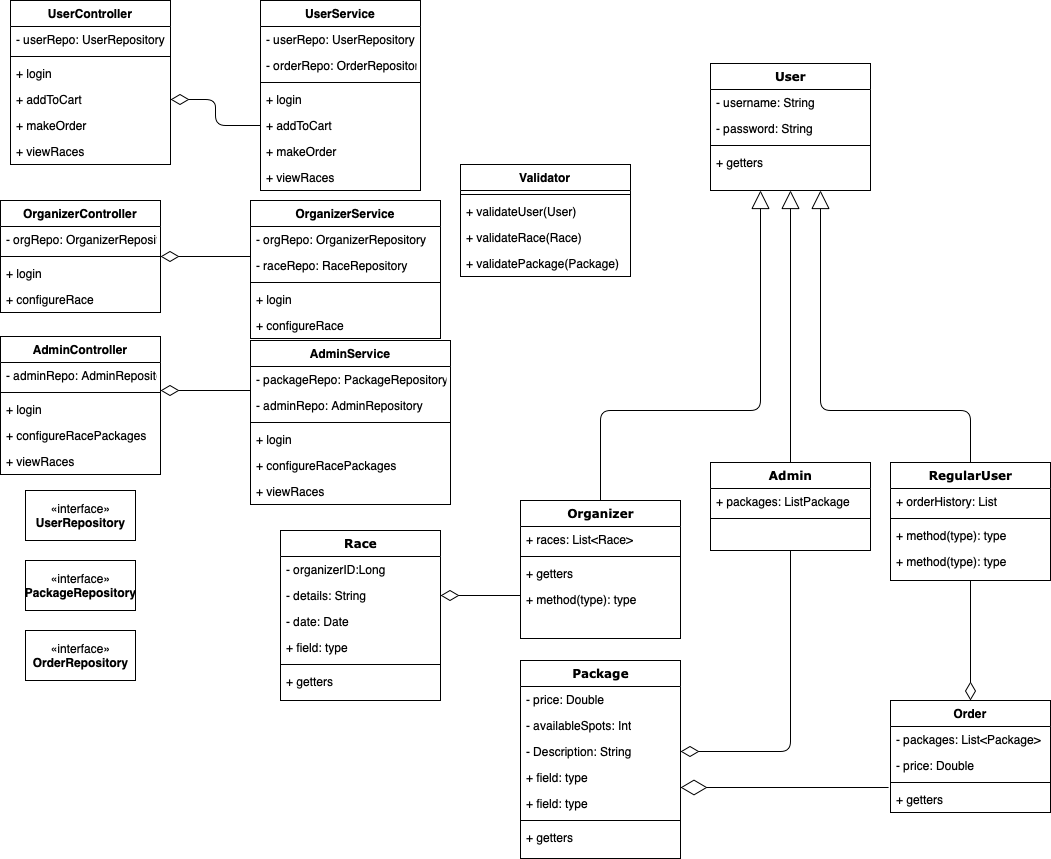 UserController
- userRepo: UserRepository
+ login
+ addToCart
+ makeOrder
+ viewRaces
UserService
- userRepo: UserRepository
- orderRepo: OrderRepositor
+ login
+ addToCart
+ makeOrder
+ viewRaces
User
- username: String
- password: String
+ getters
Validator
+ validateUser(User)
+ validateRace(Race)
+ validatePackage(Package)
OrganizerController
- orgRepo: OrganizerReposi
+ login
+ configureRace
OrganizerService
- orgRepo: OrganizerRepository
- raceRepo: RaceRepository
+ login
+ configureRace
AdminController
- adminRepo: AdminReposit
+ login
+ configureRacePackages
+ viewRaces
AdminService
- packageRepo: PackageRepository
- adminRepo: AdminRepository
+ login
+ configureRacePackages
+ viewRaces
«interface»
UserRepository
«interface»
PackageRepository
«interface»
OrderRepository
Race
- organizerID:Long
- details: String
- date: Date
+ field: type
+ getters
Organizer
+ races: List<Race>
+ getters
+ method(type): type
Admin
+ packages: ListPackage
RegularUser
+ orderHistory: List
+ method(type): type
+ method(type): type
Package
- price: Double
- availableSpots: Int
- Description: String
+ field: type
+ field: type
+ getters
Order
- packages: List<Package>
- price: Double
+ getters